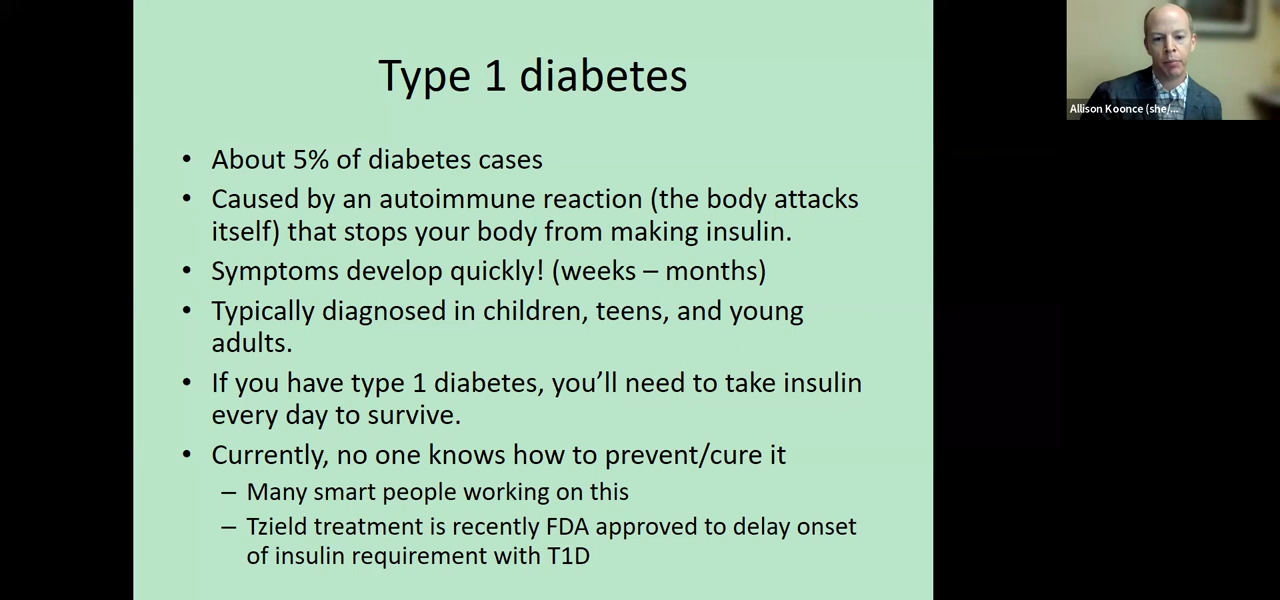 Type 1 diabetes
• About 5% of diabetes cases
• Caused by an autoimmune reaction (the body attacks
itself) that stops your body from making insulin.
• Symptoms develop quickly! (weeks – months)
• Typically diagnosed in children, teens, and young
adults.
• If you have type 1 diabetes, you’ll need to take insulin
every day to survive.
• Currently, no one knows how to prevent/cure it
– Many smart people working on this
– Tzield treatment is recently FDA approved to delay onset
of insulin requirement with T1D
Allison Koonce (she/...